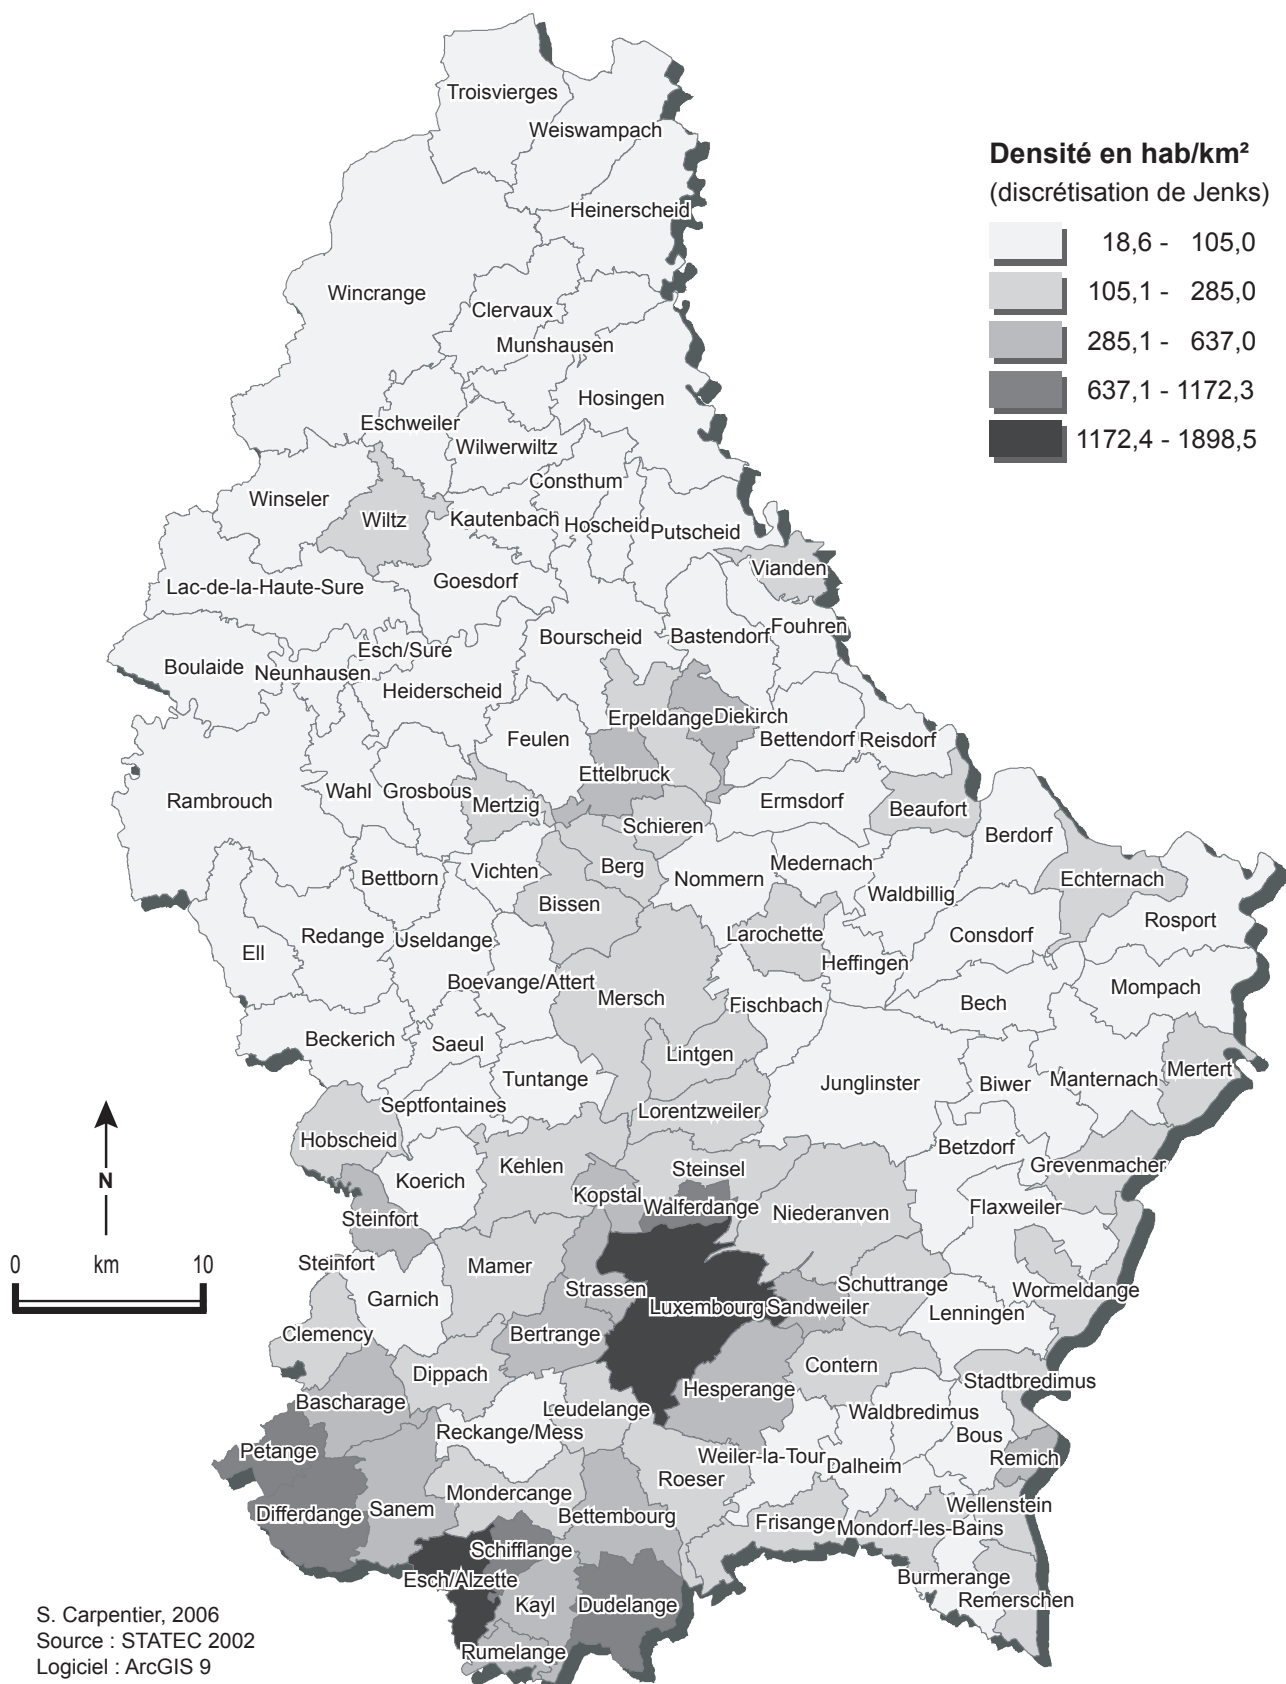 Troisvierges
Weiswampach
Densité en hab/km²
(discrétisation de Jenks)
18,6 - 105,0
105,1 - 285,0
285,1 - 637,0
637,1 - 1172,3
1172,4 - 1898,5
Heinerscheid
Wincrange
Clervaux
Munshausen
Hosingen
Eschweiler
Wilwerwiltz
Consthum
Winseler
Wiltz
Kautenbach
Hoscheid
Putscheid
Vianden
Lac-de-la-Haute-Sure
Goesdorf
Fouhren
Bourscheid
Bastendorf
Esch/Sure
Boulaide
Neunhausen
Heiderscheid
Erpeldange
Diekirch
Feulen
Bettendorf
Reisdorf
Ettelbruck
Rambrouch
Wahl
Grosbous
Mertzig
Ermsdorf
Beaufort
Schieren
Berdorf
Bettborn
Vichten
Berg
Nommern
Medernach
Waldbillig
Echternach
Bissen
Rosport
Ell
Redange
Useldange
Larochette
Consdorf
Heffingen
Boevange/Attert
Mersch
Fischbach
Bech
Mompach
Beckerich
Saeul
Lintgen
Tuntange
Junglinster
Biwer
Manternach
Mertert
Septfontaines
Lorentzweiler
Hobscheid
Betzdorf
Koerich
Kehlen
Steinsel
Grevenmacher
N
Kopstal
Walferdange
Niederanven
Flaxweiler
Steinfort
Steinfort
0 km 10
Mamer
Strassen
Schuttrange
Wormeldange
Garnich
Luxembourg
Sandweiler
Lenningen
Clemency
Bertrange
Dippach
Contern
Hesperange
Stadtbredimus
Bascharage
Leudelange
Waldbredimus
Reckange/Mess
Bous
Petange
Weiler-la-Tour
Dalheim
Remich
Roeser
Mondercange
Differdange
Sanem
Bettembourg
Wellenstein
Frisange
Mondorf-les-Bains
Schifflange
Esch/Alzette
Burmerange
Kayl
Dudelange
Remerschen
Rumelange
S. Carpentier, 2006
Source : STATEC 2002
Logiciel : ArcGIS 9